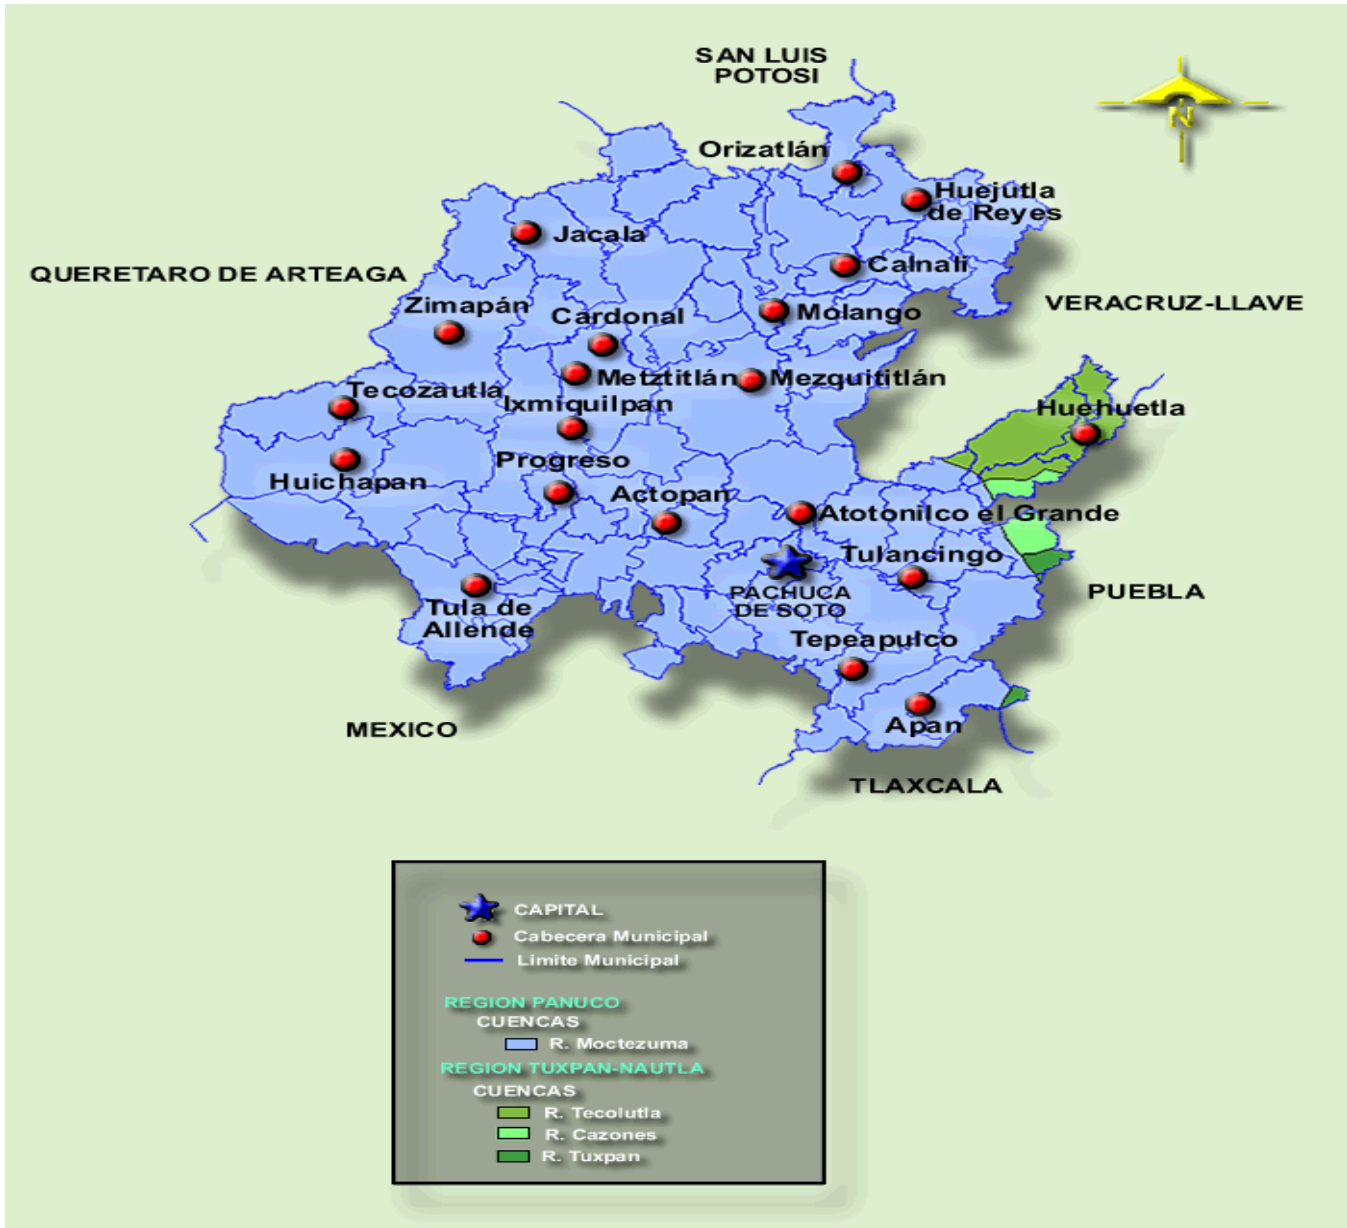 SAN LUIS
POTOSI
N
Orizatlán
Huejutla
de Reyes
Jacala
Calnali
QUERETARO DE ARTEAGA
Zimapán
Cardonal
Molango
VERACRUZ-LLAVE
Metztitlán
Mezquititlán
Tecozautla
Ixmiquilpan
Huehuetla
Progreso
Huichapan
Actopan
Atotonilco el Grande
Tulancingo
PACHUCA
DE SOTO
PUEBLA
Tula de
Allende
Tepeapulco
Apan
MEXICO
TLAXCALA
CAPITAL
Cabecera Municipal
Limite Municipal
REGION PANUCO
CUENCAS
R. Moctezuma
REGION TUXPAN-NAUTLA
CUENCAS
R. Tecolutla
R. Cazones
R. Tuxpan